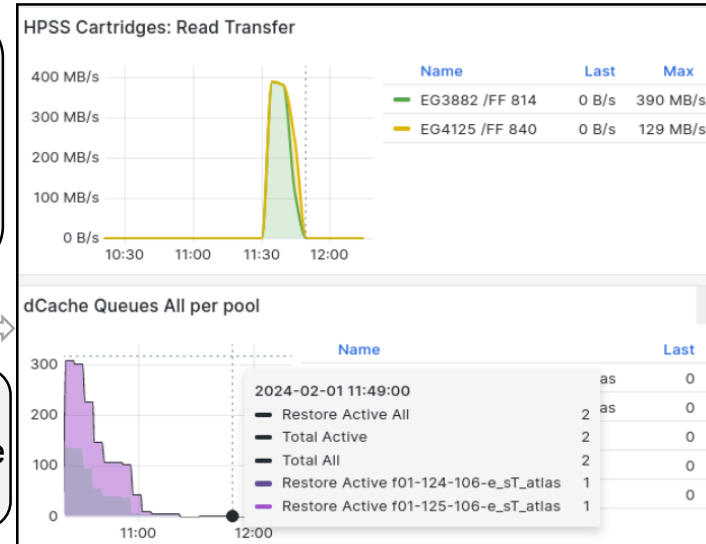 HPSS Cartridges: Read Transfer
Name Last Max
EG3882 /FF 814 0 B/s 390 MB/s
EG4125 /FF 840 0 B/s 129 MB/s
400 MB/s
300 MB/s
200 MB/s
100 MB/s
0 B/s
10:30 11:00 11:30 12:00
dCache Queues All per pool
Name Last
as 0
as 0
0
0
0
2024-02-01 11:49:00
Restore Active All 2
Total Active 2
Total All 2
Restore Active f01-124-106-e_sT_atlas 1
Restore Active f01-125-106-e_sT_atlas 1
300
200
100
0
11:00 12:00
e